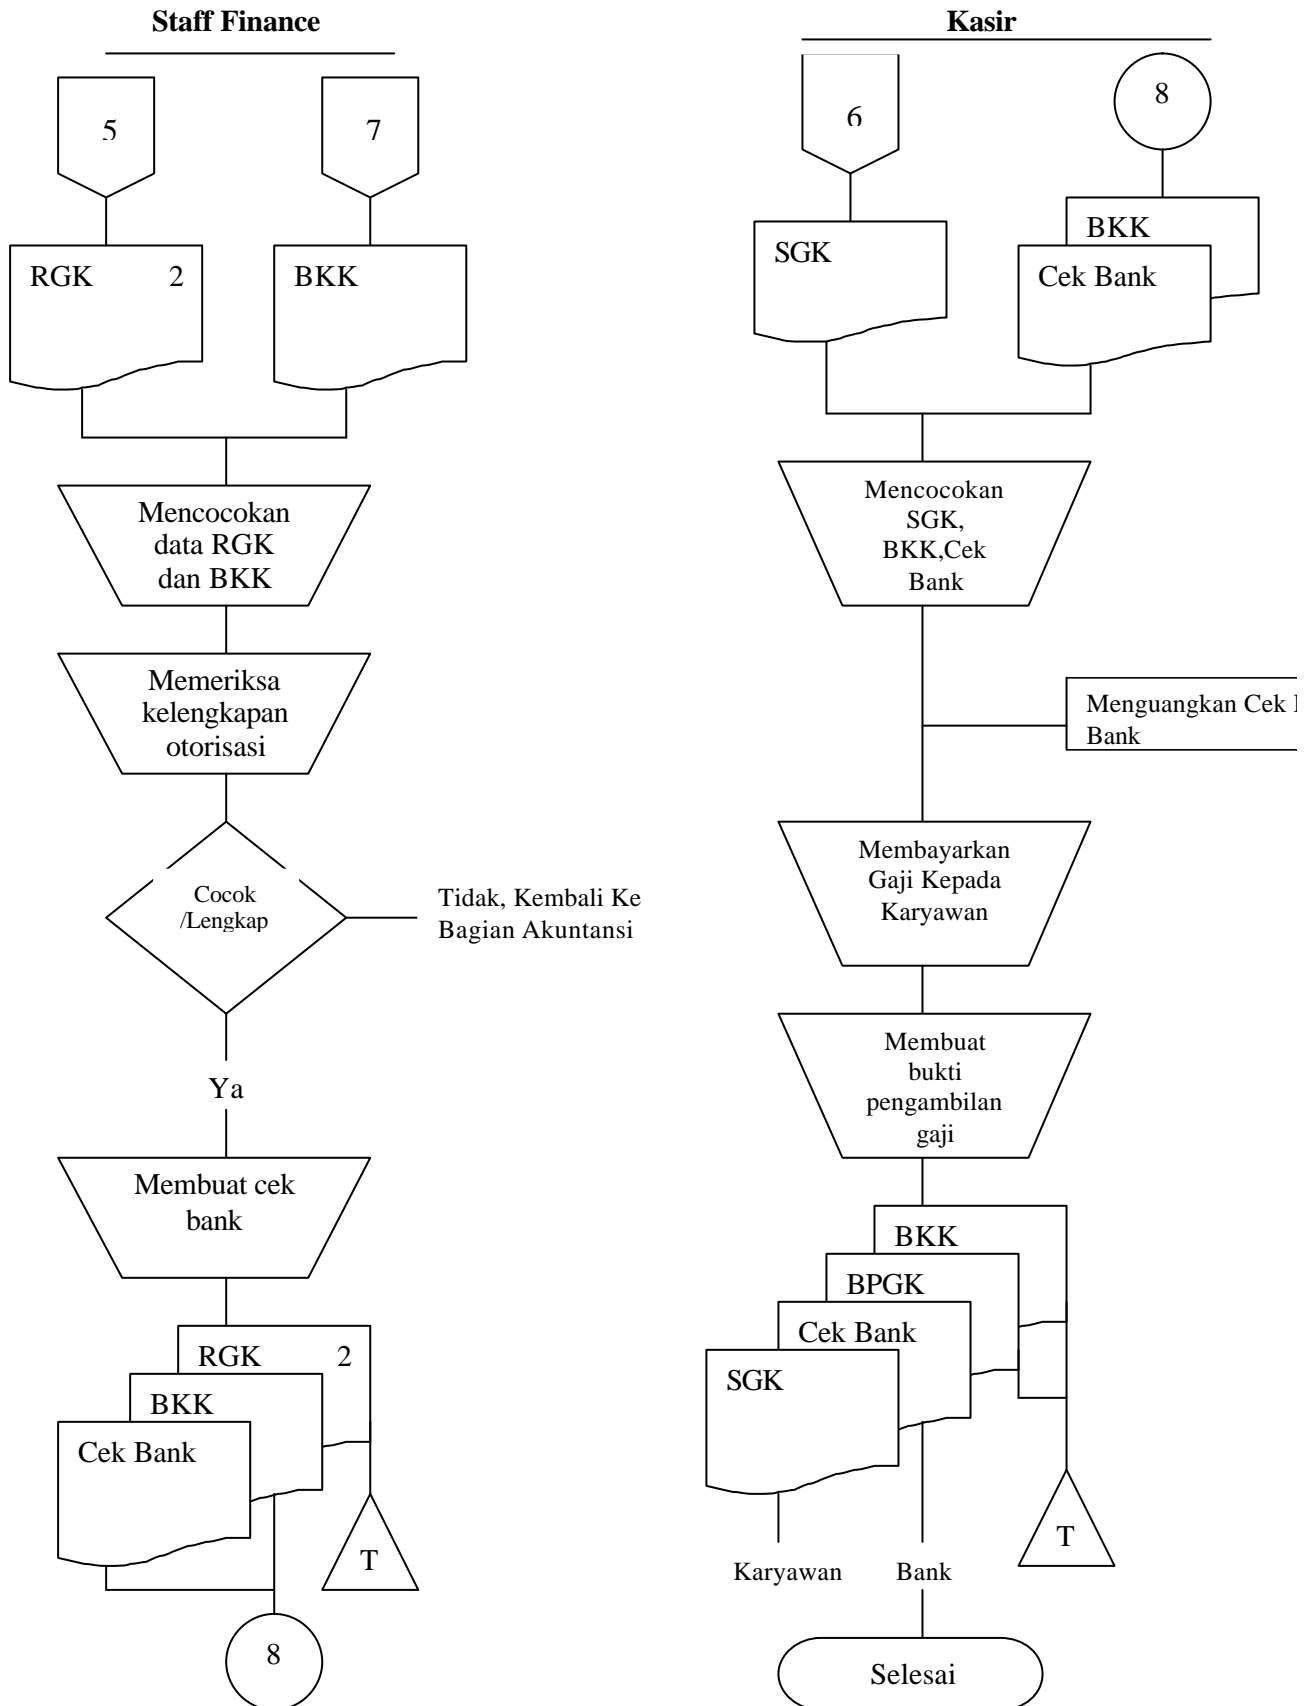 Staff Finance
5
7
RGK 2
BKK
Mencocokan
data RGK
dan BKK
Memeriksa
kelengkapan
otorisasi
Cocok
/Lengkap
Tidak, Kembali Ke
Bagian Akuntansi
Ya
Membuat cek
bank
RGK 2
BKK
Cek Bank
T
8
Kasir
6
8
SGK
BKK
Cek Bank
Mencocokan
SGK,
BKK,Cek
Bank
Menguangkan Cek
Bank
Membayarkan
Gaji Kepada
Karyawan
Membuat
bukti
pengambilan
gaji
BKK
BPGK
Cek Bank
SGK
T
Karyawan
Bank
Selesai